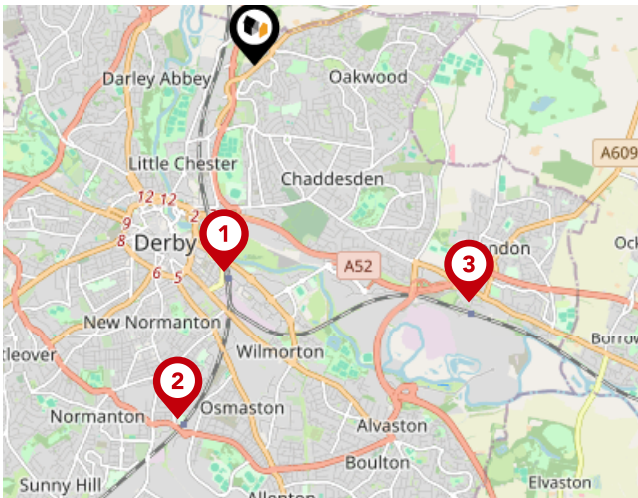 Darley Abbey
Oakwood
Little Chester
A609
Chaddesden
12 12
2
9
8
Derby
1
ndon
Ock
A52
3
6 5
New Normanton
Borrow
tleover
Wilmorton
2
Osmaston
Normanton
Alvaston
Boulton
Sunny Hill
Allenton
Elvaston